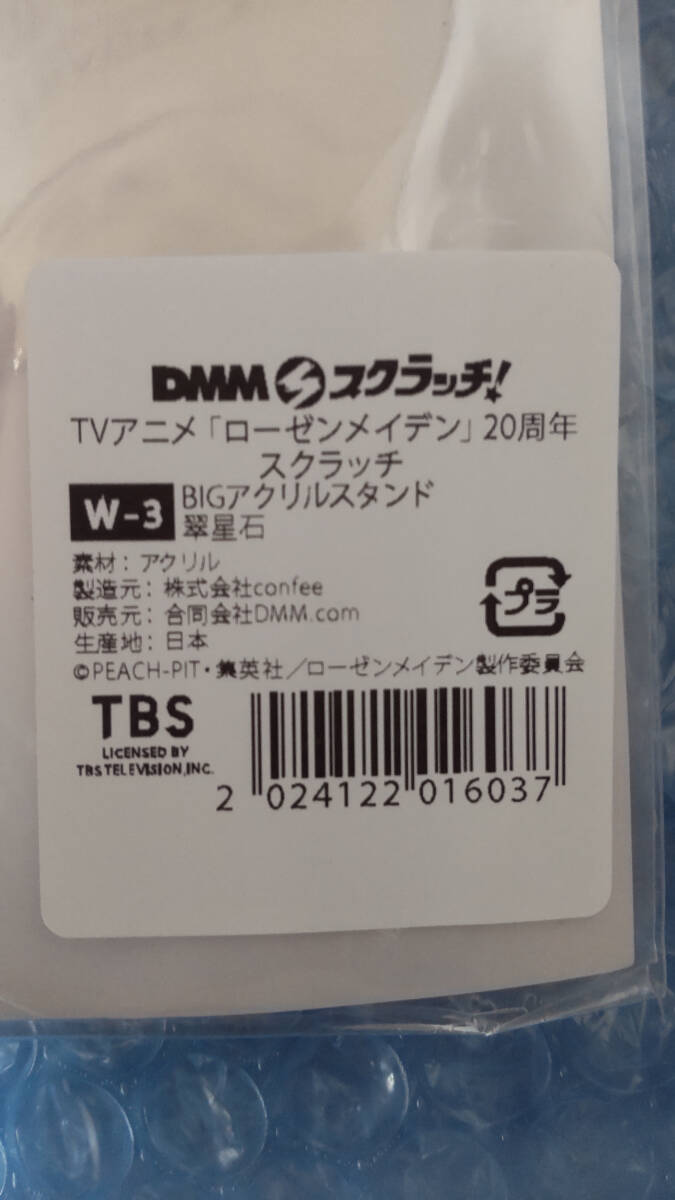 DMMスクラッチ!
TVアニメ「ローゼンメイデン」20周年
スクラッチ
W-3 BIGアクリルスタンド
翠星石
素材：アクリル
製造元：株式会社confee
販売元：合同会社DMM.com
生産地：日本
プラ
©PEACH-PIT・集英社／ローゼンメイデン製作委員会
TBS
LICENSED BY
TBS TELEVISION,INC.
2 024122 016037